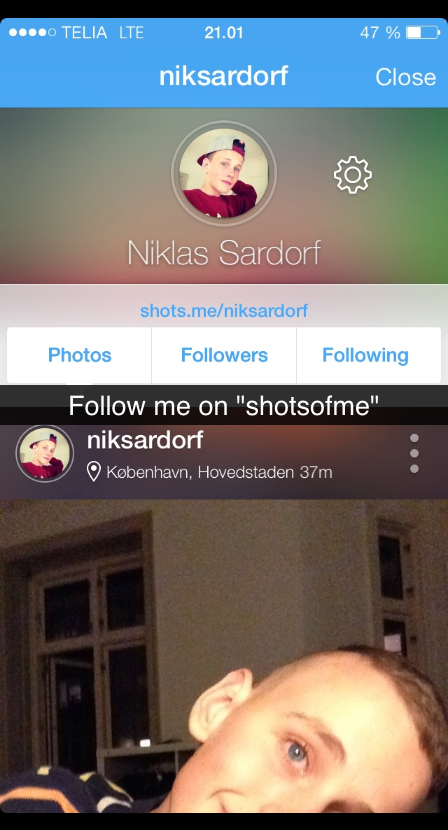 TELIA LTE 21.01 47 %
niksardorf Close
Niklas Sardorf
shots.me/niksardorf
Photos Followers Following
Follow me on "shotsofme"
niksardorf
København, Hovedstaden 37m